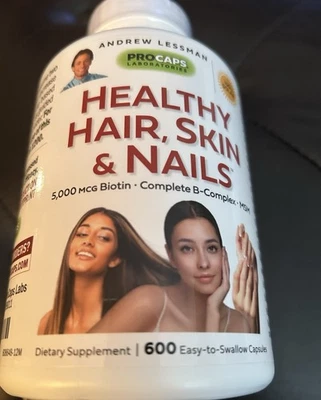 ANDREW LESSMAN
PROCAPS
LABORATORIES
HEALTHY
HAIR, SKIN
& NAILS
5,000 MCG Biotin · Complete B-Complex · MSM
Dietary Supplement | 600 Easy-to-Swallow Capsules